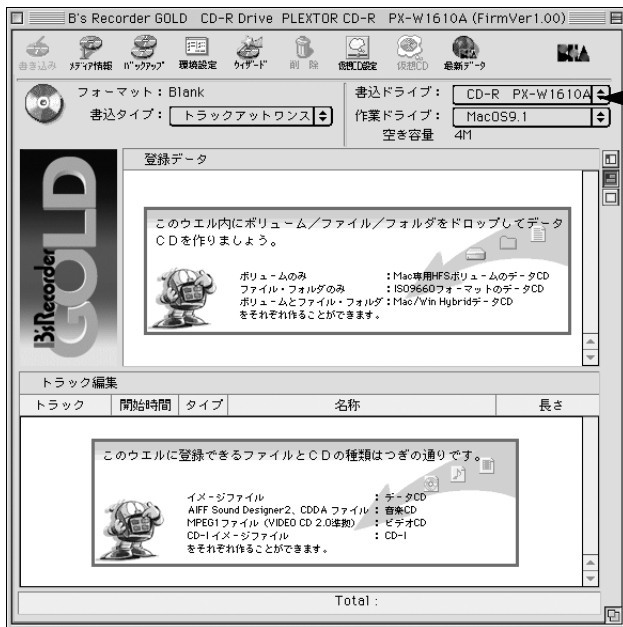 B's Recorder GOLD CD-R Drive PLEXTOR CD-R PX-W1610A (FirmVer1.00)
書き込み メディア情報 バックアップ 環境設定 ウィザード 削 除 仮想CD設定 仮想CD 最新データ
フォーマット：Blank
書込タイプ： トラックアットワンス
書込ドライブ： CD-R PX-W1610A
作業ドライブ： MacOS9.1
空き容量 4M
B's Recorder
GOLD
登録データ
このウエル内にボリューム／ファイル／フォルダをドロップしてデータ
CDを作りましょう。
ボリュームのみ ：Mac専用HFSボリュームのデータCD
ファイル・フォルダのみ ：ISO9660フォーマットのデータCD
ボリュームとファイル・フォルダ：Mac/Win Hybridデータ CD
をそれぞれ作ることができます。
トラック編集
トラック 開始時間 タイプ 名称 長さ
このウエルに登録できるファイルとCDの種類はつぎの通りです。
イメージファイル ：データCD
AIFF Sound Designer2、CDDA ファイル：音楽CD
MPEG1ファイル（VIDEO CD 2.0準拠）：ビデオCD
CD-Iイメージファイル ：CD-I
をそれぞれ作ることができます。
Total :